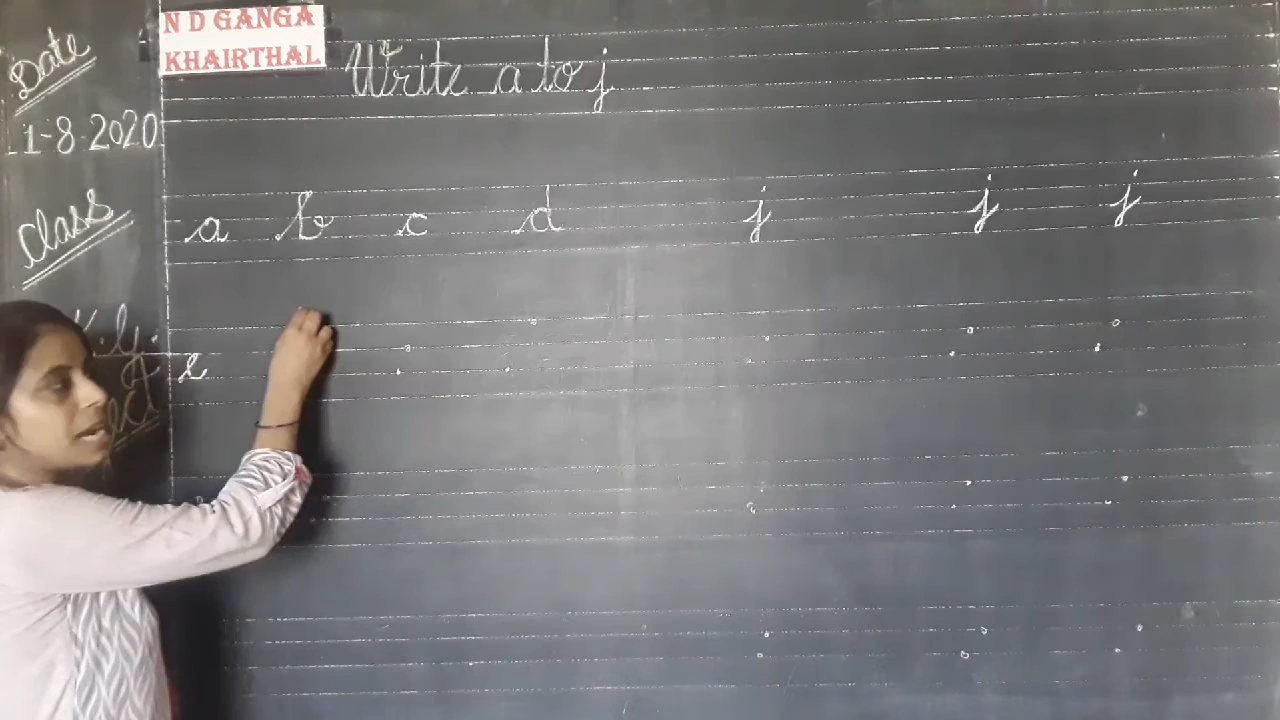 N D GANGA
KHAIRTHAL
Write a to j
Date
1-8-2020
Class
a b c d j j j
e